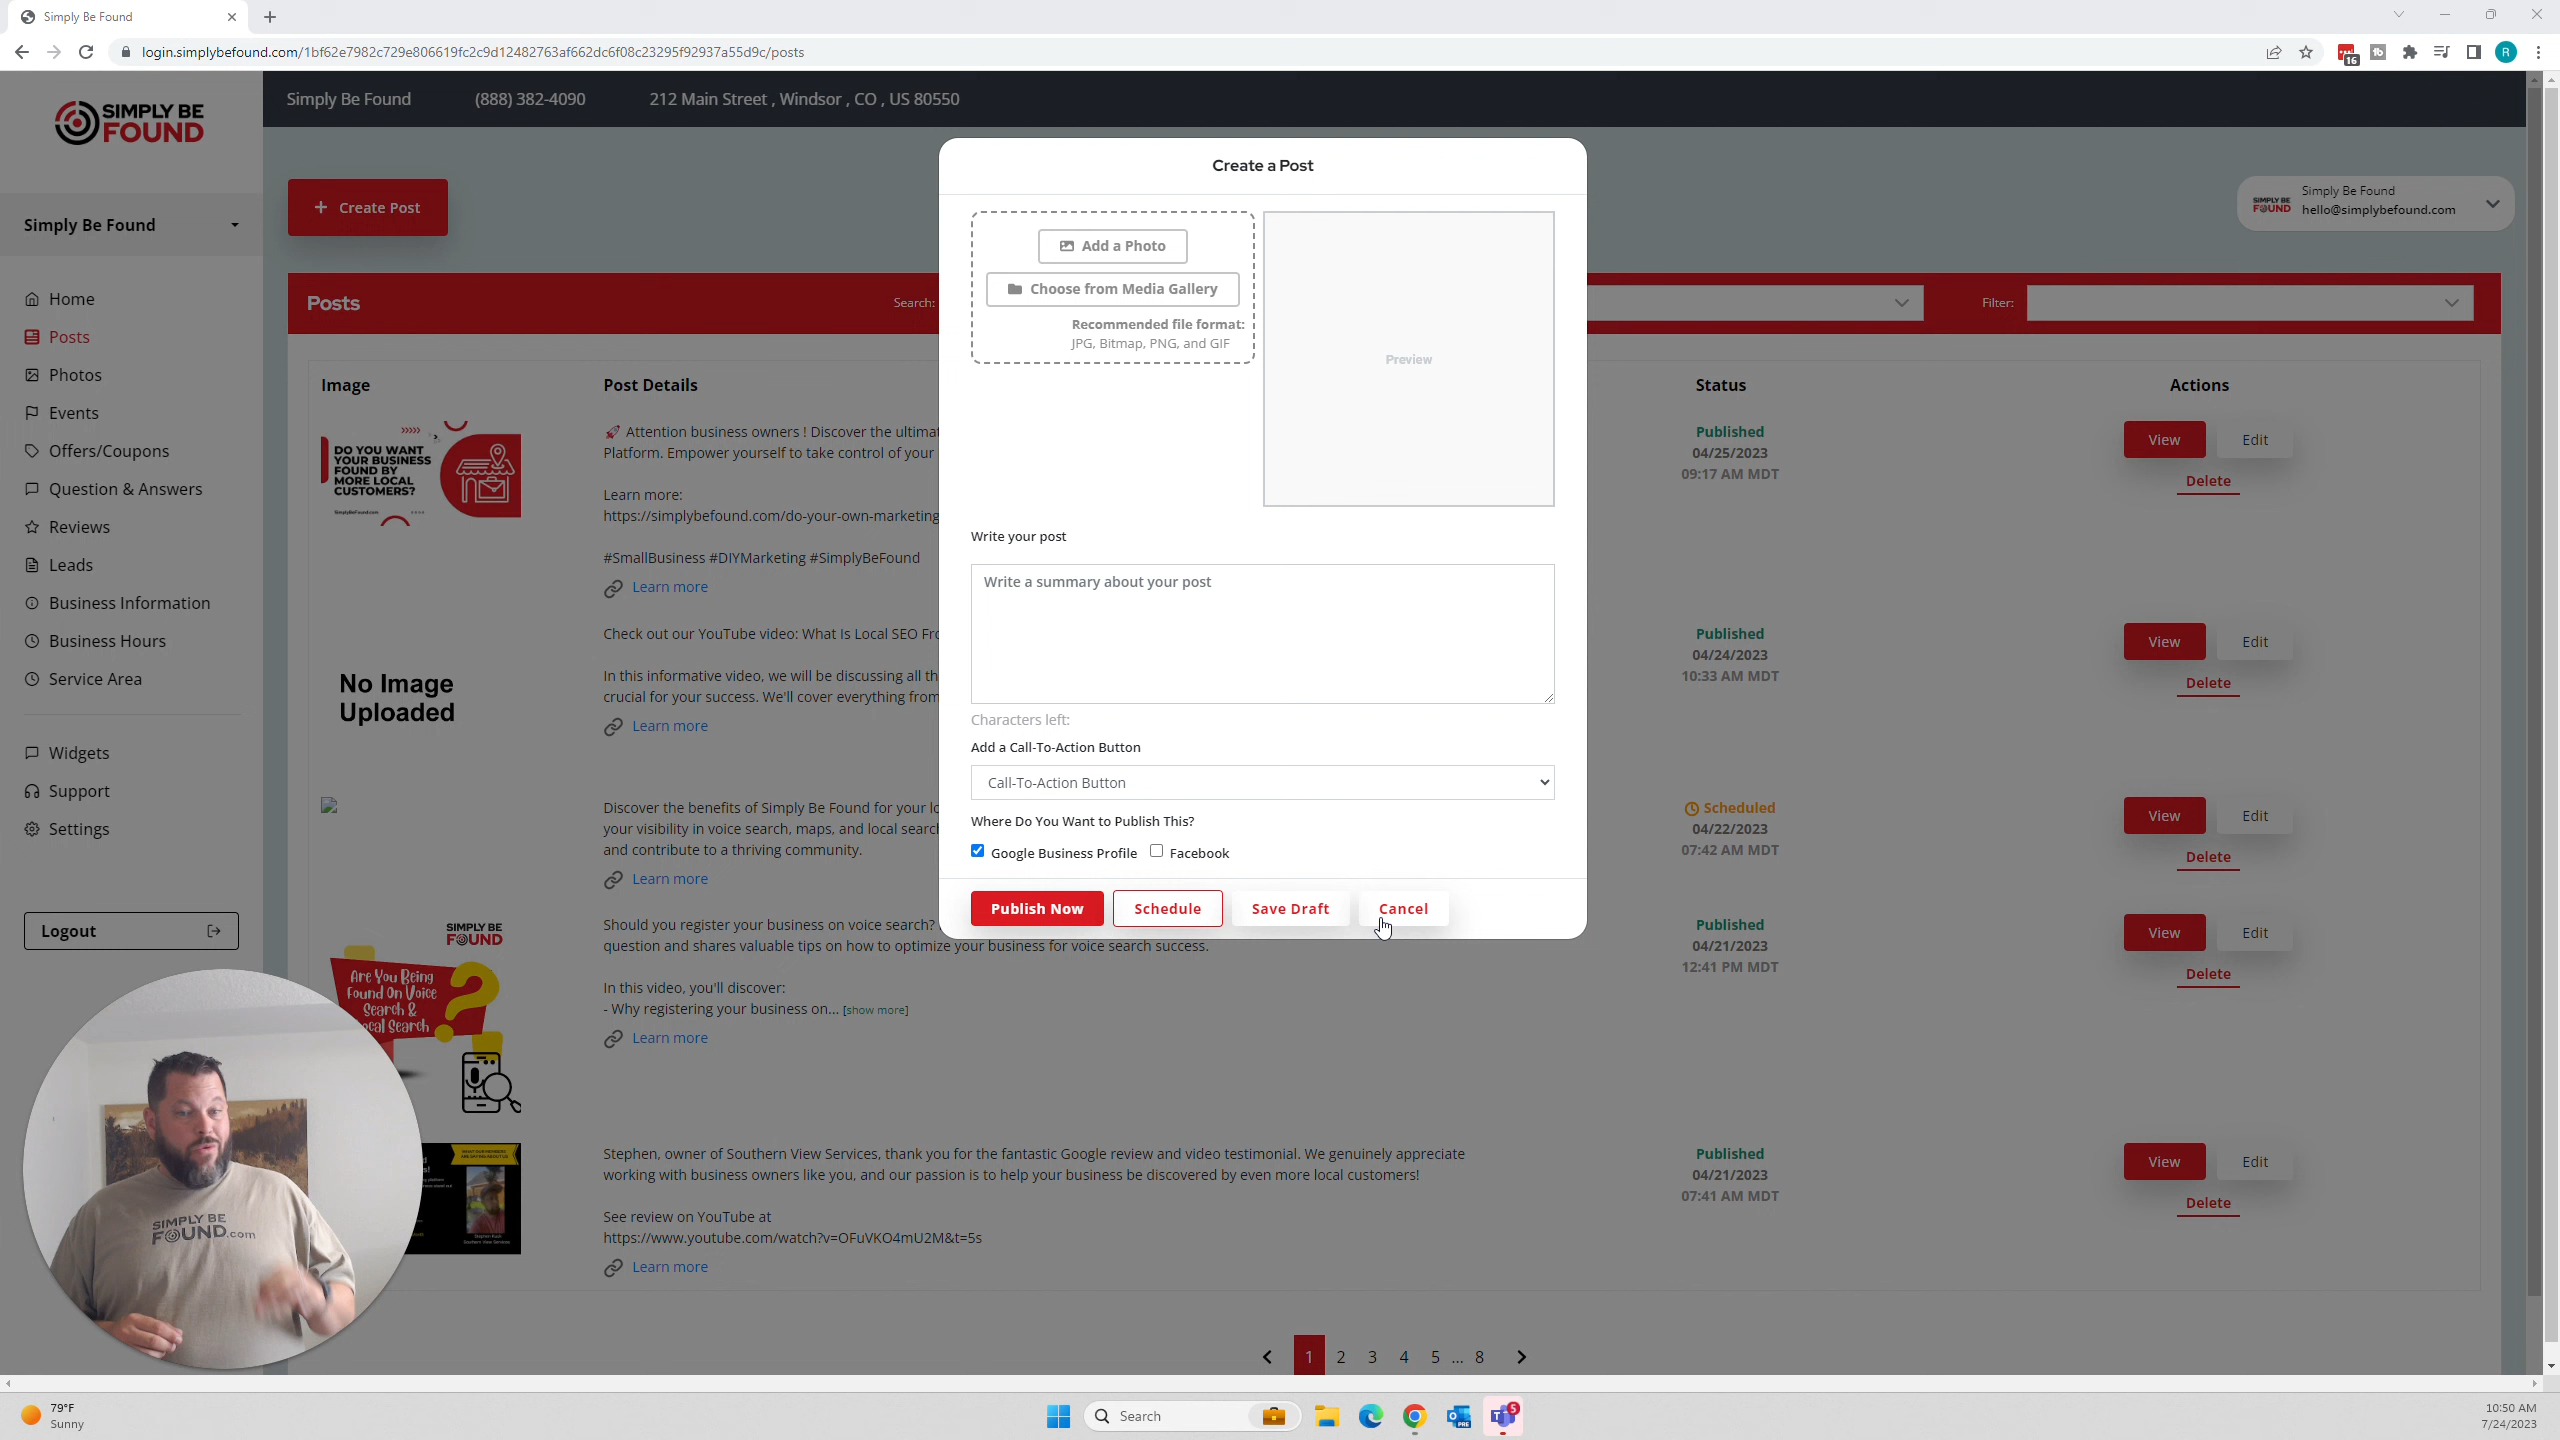 Simply Be Found
login.simplybefound.com/1bf62e7982c729e806619fc2c9d12482763af662dc6f08c23295f92937a55d9c/posts
16
R
SIMPLY BE
FOUND
Simply Be Found (888) 382-4090 212 Main Street , Windsor , CO , US 80550
Simply Be Found
+ Create Post
SIMPLY BE
FOUND
Simply Be Found
hello@simplybefound.com
Home
Posts
Photos
Events
Offers/Coupons
Question & Answers
Reviews
Leads
Business Information
Business Hours
Service Area
Widgets
Support
Settings
Logout
Posts
Search:
Filter:
Image Post Details Status Actions
DO YOU WANT
YOUR BUSINESS
FOUND BY
MORE LOCAL
CUSTOMERS?
SimplyBeFound.com
🚀 Attention business owners ! Discover the ultima
Platform. Empower yourself to take control of your
Learn more:
https://simplybefound.com/do-your-own-marketing
#SmallBusiness #DIYMarketing #SimplyBeFound
Learn more
Published
04/25/2023
09:17 AM MDT
View Edit
Delete
No Image
Uploaded
Check out our YouTube video: What Is Local SEO Fro
In this informative video, we will be discussing all th
crucial for your success. We'll cover everything from
Learn more
Published
04/24/2023
10:33 AM MDT
View Edit
Delete
Discover the benefits of Simply Be Found for your lo
your visibility in voice search, maps, and local search
and contribute to a thriving community.
Learn more
Scheduled
04/22/2023
07:42 AM MDT
View Edit
Delete
SIMPLY BE
FOUND
Are You Being
Found On Voice
Search &
ocal Search
Should you register your business on voice search?
question and shares valuable tips on how to optimize your business for voice search success.
In this video, you'll discover:
- Why registering your business on... [show more]
Learn more
Published
04/21/2023
12:41 PM MDT
View Edit
Delete
Stephen, owner of Southern View Services, thank you for the fantastic Google review and video testimonial. We genuinely appreciate
working with business owners like you, and our passion is to help your business be discovered by even more local customers!
See review on YouTube at
https://www.youtube.com/watch?v=OFuVKO4mU2M&t=5s
Learn more
Published
04/21/2023
07:41 AM MDT
View Edit
Delete
Create a Post
Add a Photo
Choose from Media Gallery
Recommended file format:
JPG, Bitmap, PNG, and GIF
Preview
Write your post
Write a summary about your post
Characters left:
Add a Call-To-Action Button
Call-To-Action Button
Where Do You Want to Publish This?
Google Business Profile Facebook
Publish Now Schedule Save Draft Cancel
SIMPLY BE
FOUND.com
1 2 3 4 5 ... 8
79°F
Sunny
Search
PRE
5
10:50 AM
7/24/2023